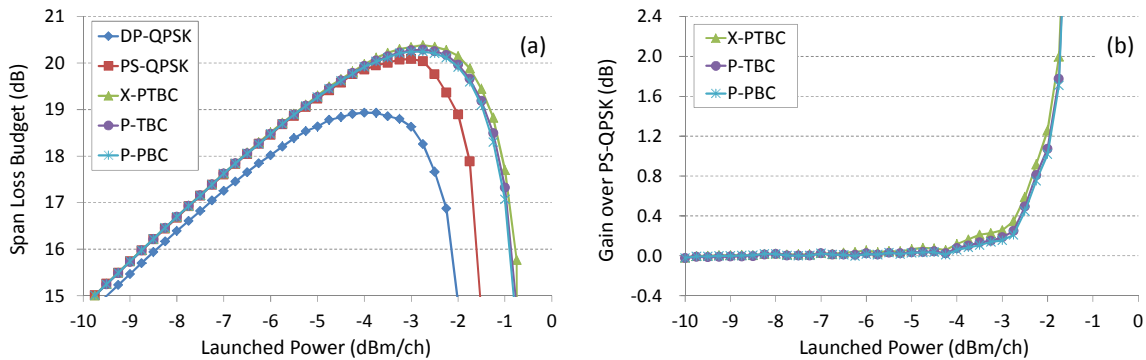 21
20
19
18
17
16
15
Span Loss Budget (dB)
DP-QPSK
PS-QPSK
X-PTBC
P-TBC
P-PBC
(a)
-10 -9 -8 -7 -6 -5 -4 -3 -2 -1 0
Launched Power (dBm/ch)
2.4
2.0
1.6
1.2
0.8
0.4
0.0
-0.4
Gain over PS-QPSK (dB)
X-PTBC
P-TBC
P-PBC
(b)
-10 -9 -8 -7 -6 -5 -4 -3 -2 -1 0
Launched Power (dBm/ch)